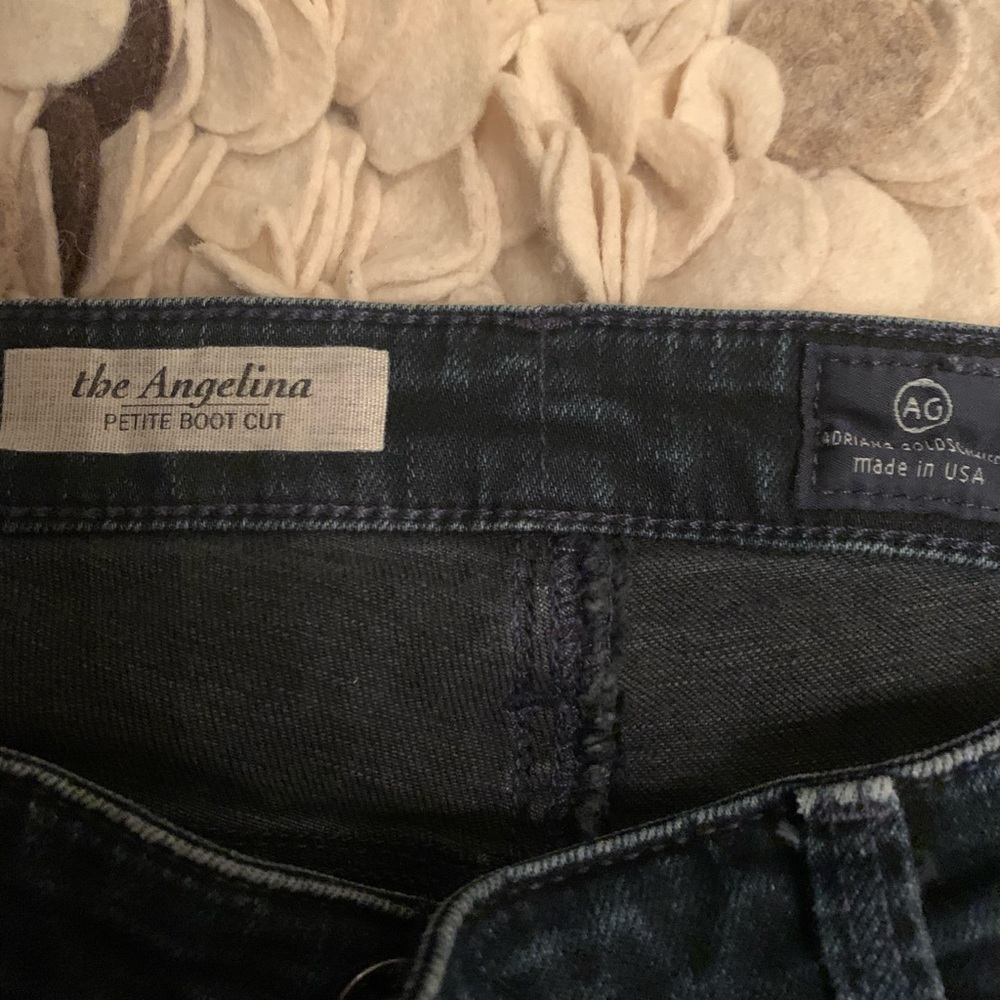 the Angelina
PETITE BOOT CUT
AG
made in USA